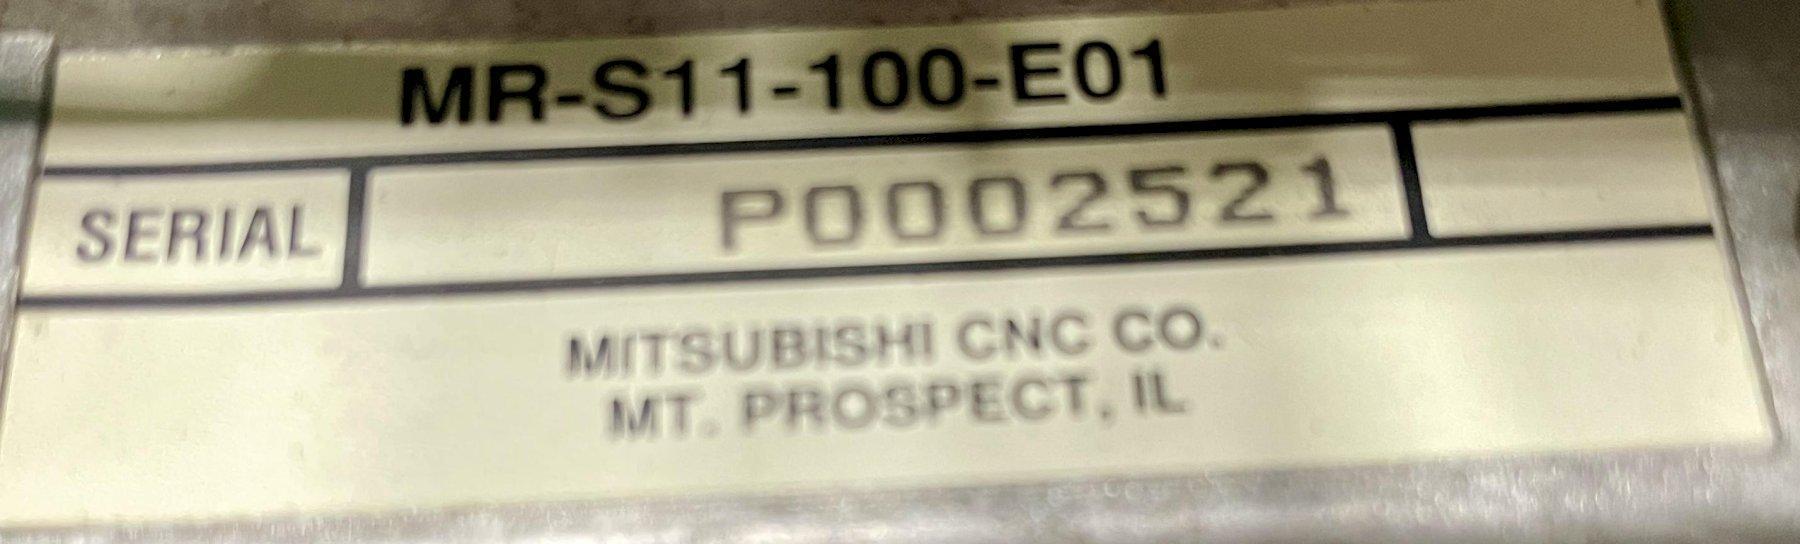 MR-S11-100-E01
SERIAL P0002521
MITSUBISHI CNC CO.
MT. PROSPECT, IL